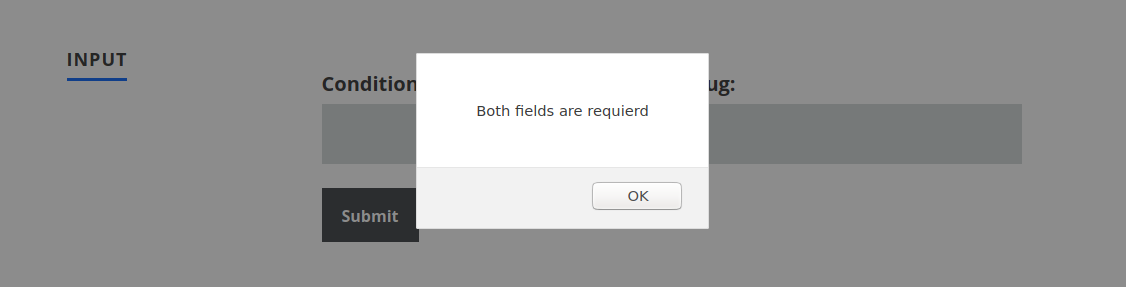 INPUT
Condition
ug:
Both fields are requierd
OK
Submit